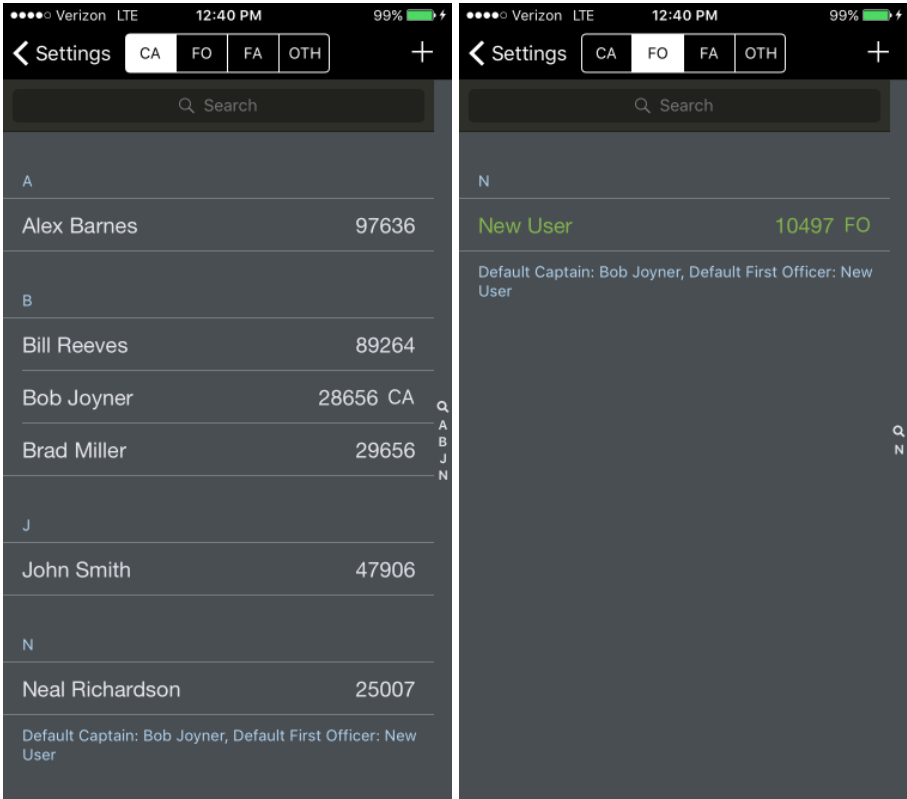 Verizon LTE 12:40 PM 99%
Settings CA FO FA OTH +
Search
A
Alex Barnes 97636
B
Bill Reeves 89264
Bob Joyner 28656 CA
Brad Miller 29656
J
John Smith 47906
N
Neal Richardson 25007
Default Captain: Bob Joyner, Default First Officer: New
User
A
B
J
N
Verizon LTE 12:40 PM 99%
Settings CA FO FA OTH +
Search
N
New User 10497 FO
Default Captain: Bob Joyner, Default First Officer: New
User
N